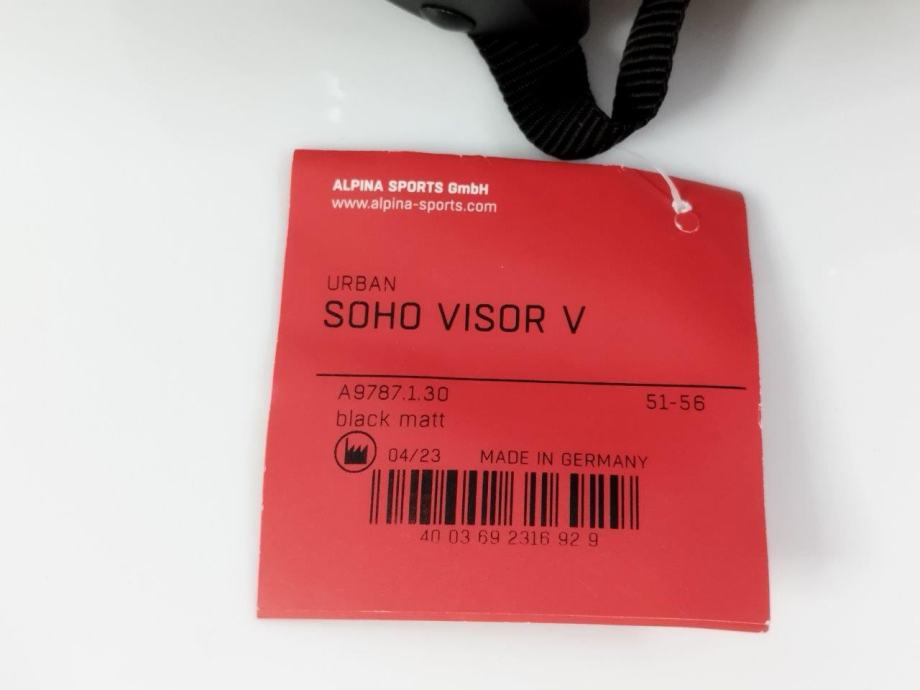 ALPINA SPORTS GmbH
www.alpina-sports.com
URBAN
SOHO VISOR V
A9787.1.30 51-56
black matt
04/23 MADE IN GERMANY
40 03 69 2316 92 9